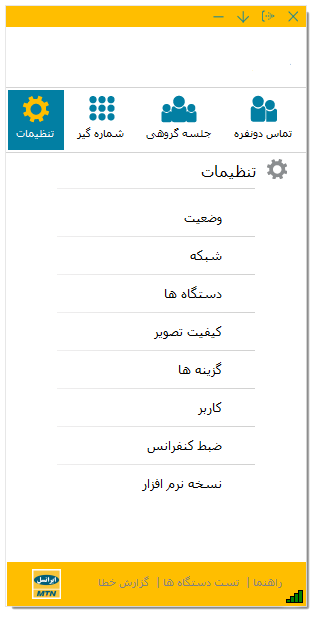 تماس دونفره جلسه گروهی شماره گیر تنظیمات
تنظیمات
وضعیت
شبکه
دستگاه ها
کیفیت تصویر
گزینه ها
کاربر
ضبط کنفرانس
نسخه نرم افزار
راهنما | تست دستگاه ها | گزارش خطا
ایرانسل
MTN